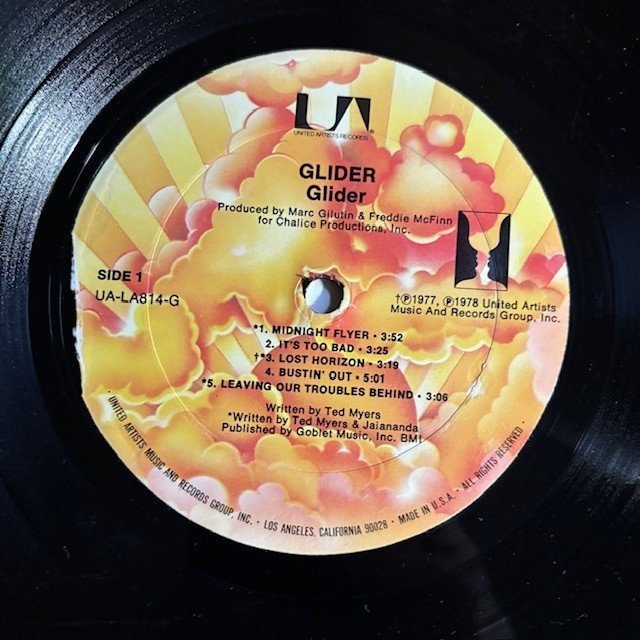 UA
UNITED ARTISTS RECORDS®
GLIDER
Glider
Produced by Marc Gilutin & Freddie McFinn
for Chalice Productions, Inc.
SIDE 1
UA-LA814-G
†Ⓟ1977, Ⓟ1978 United Artists
Music And Records Group, Inc.
*1. MIDNIGHT FLYER • 3:52
2. IT'S TOO BAD • 3:25
†*3. LOST HORIZON • 3:19
4. BUSTIN' OUT • 5:01
*5. LEAVING OUR TROUBLES BEHIND • 3:06
Written by Ted Myers
*Written by Ted Myers & Jaiananda
Published by Goblet Music, Inc. BMI
• UNITED ARTISTS MUSIC AND RECORDS GROUP, INC. • LOS ANGELES, CALIFORNIA 90028 • MADE IN U.S.A. • ALL RIGHTS RESERVED •